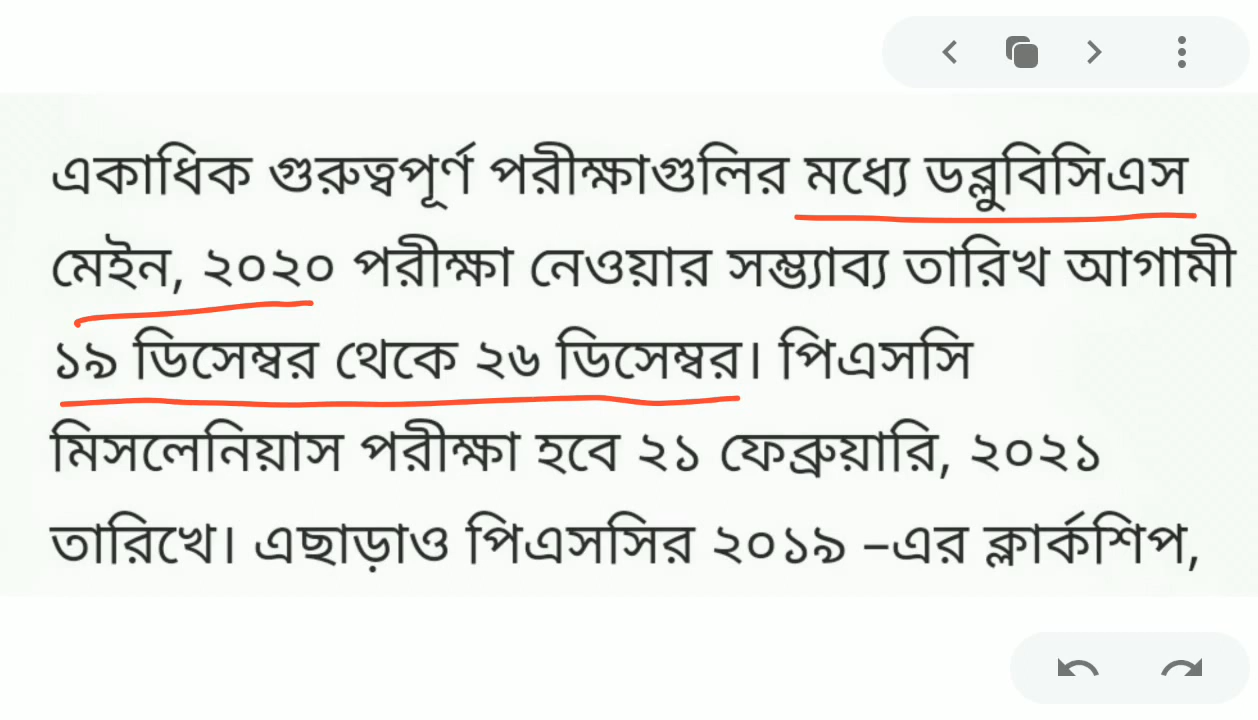 একাধিক গুরুত্বপূর্ণ পরীক্ষাগুলির মধ্যে ডব্লুবিসিএস
মেইন, ২০২০ পরীক্ষা নেওয়ার সম্ভ্যাব্য তারিখ আগামী
১৯ ডিসেম্বর থেকে ২৬ ডিসেম্বর। পিএসসি
মিসলেনিয়াস পরীক্ষা হবে ২১ ফেব্রুয়ারি, ২০২১
তারিখে। এছাড়াও পিএসসির ২০১৯ –এর ক্লার্কশিপ,